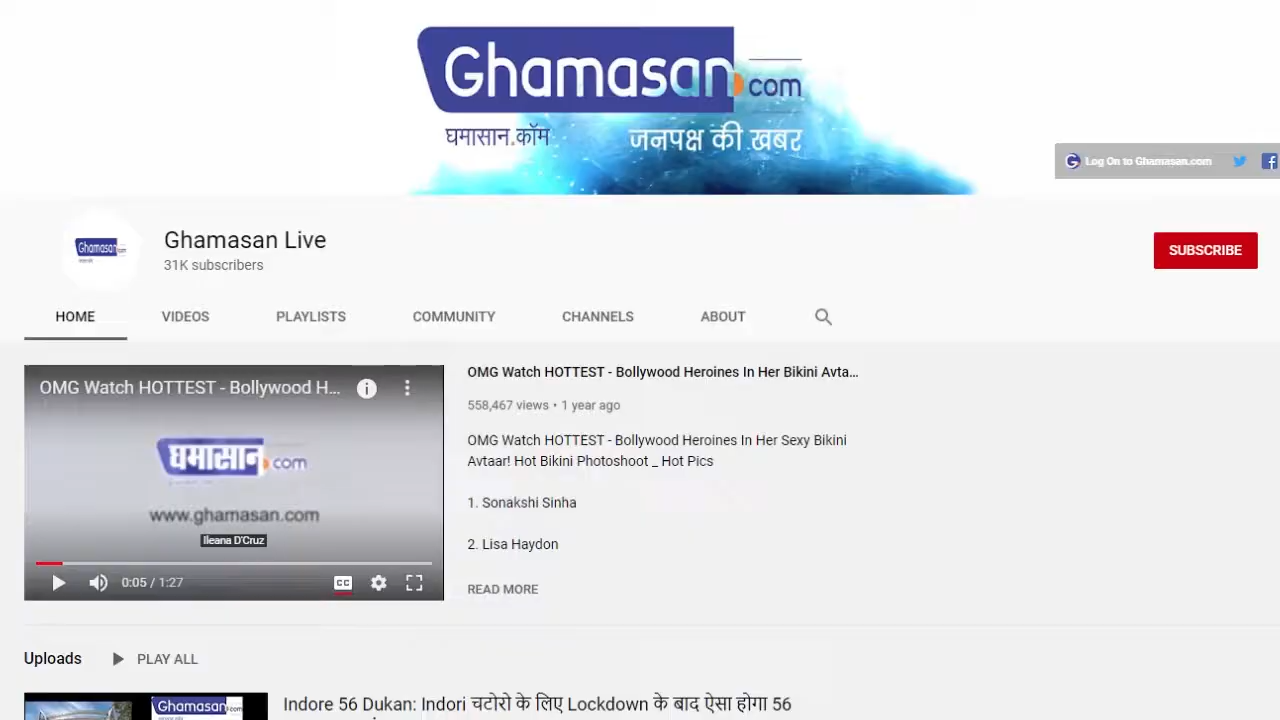 Ghamasan.com
घमासान.कॉम
जनपक्ष की खबर
Log On to Ghamasan.com
Ghamasan Live
31K subscribers
SUBSCRIBE
HOME
VIDEOS
PLAYLISTS
COMMUNITY
CHANNELS
ABOUT
OMG Watch HOTTEST - Bollywood H...
घमासान.com
www.ghamasan.com
Ileana D'Cruz
0:05 / 1:27
CC
OMG Watch HOTTEST - Bollywood Heroines In Her Bikini Avta...
558,467 views • 1 year ago
OMG Watch HOTTEST - Bollywood Heroines In Her Sexy Bikini
Avtaar! Hot Bikini Photoshoot _ Hot Pics
1. Sonakshi Sinha
2. Lisa Haydon
READ MORE
Uploads
PLAY ALL
Ghamasan.com
Indore 56 Dukan: Indori चटोरो के लिए Lockdown के बाद ऐसा होगा 56